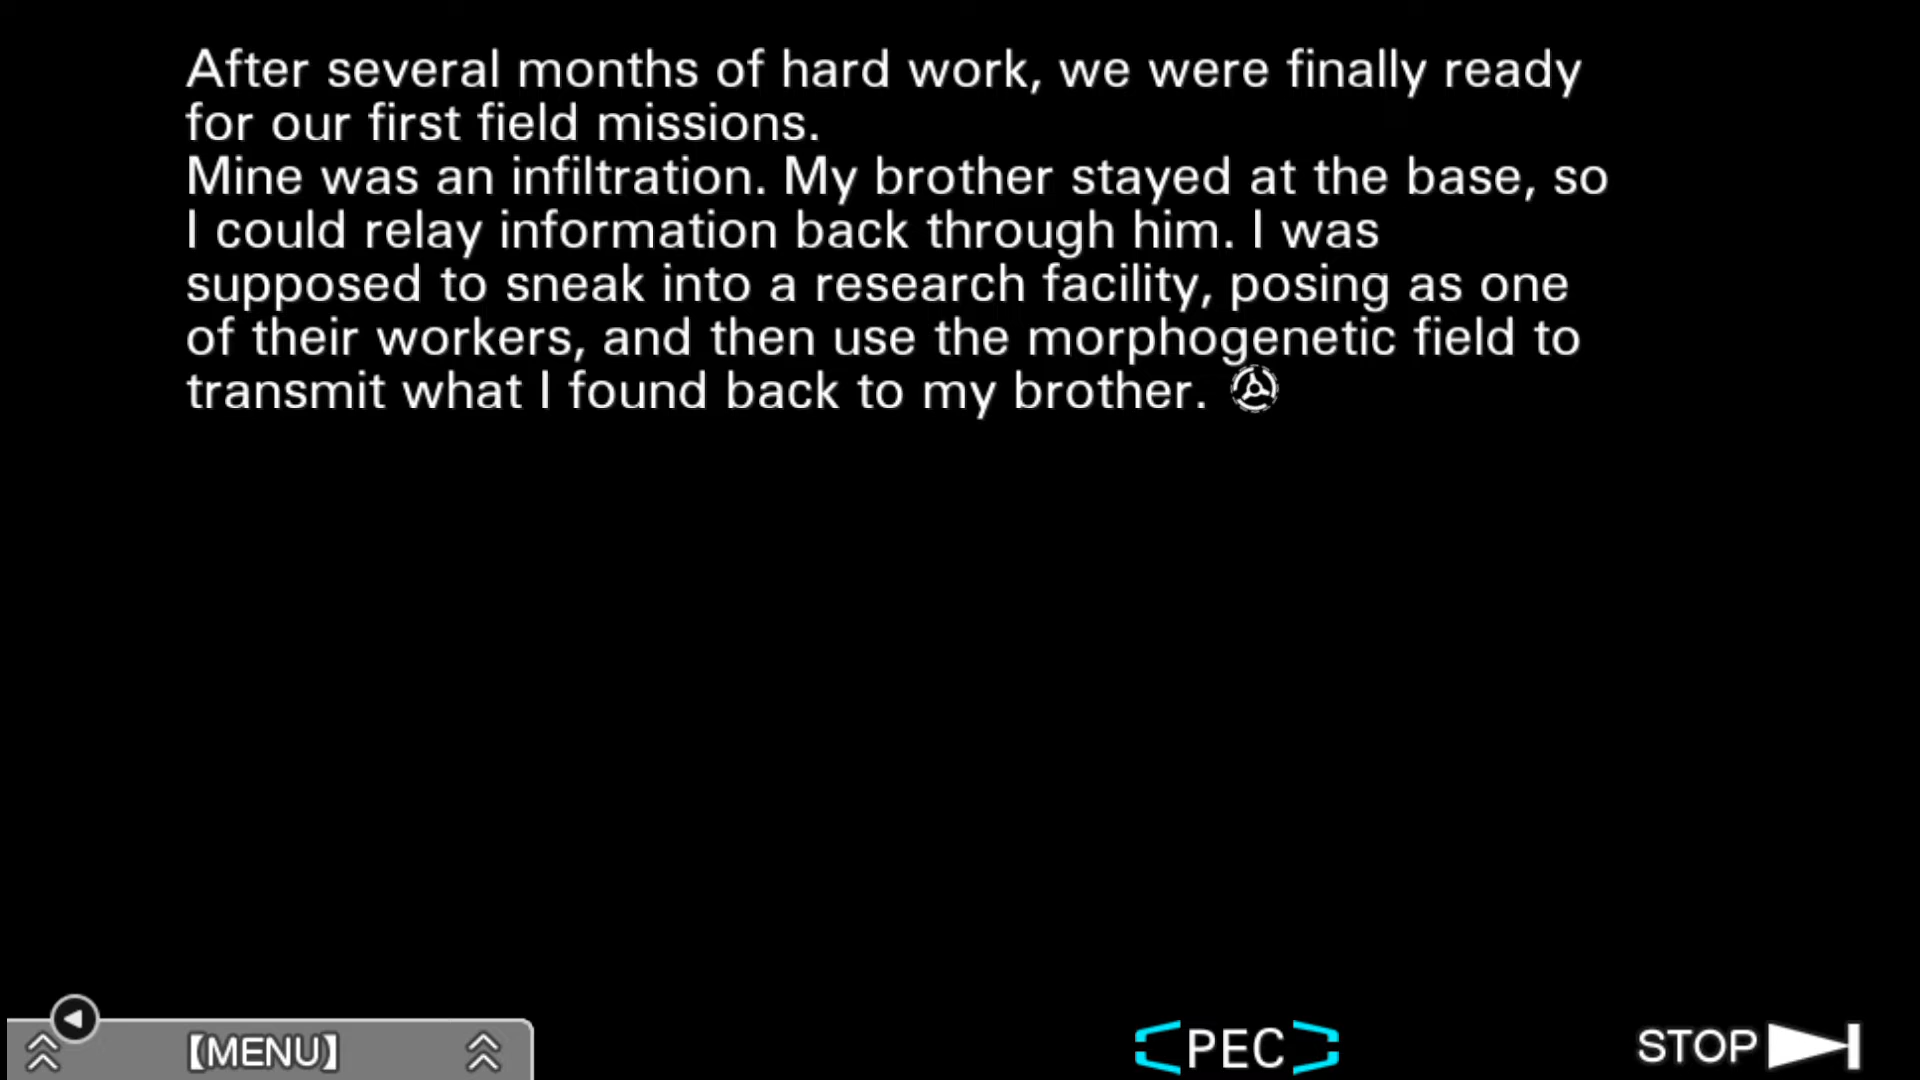 After several months of hard work, we were finally ready
for our first field missions.
Mine was an infiltration. My brother stayed at the base, so
I could relay information back through him. I was
supposed to sneak into a research facility, posing as one
of their workers, and then use the morphogenetic field to
transmit what I found back to my brother.
【MENU】
PEC
STOP